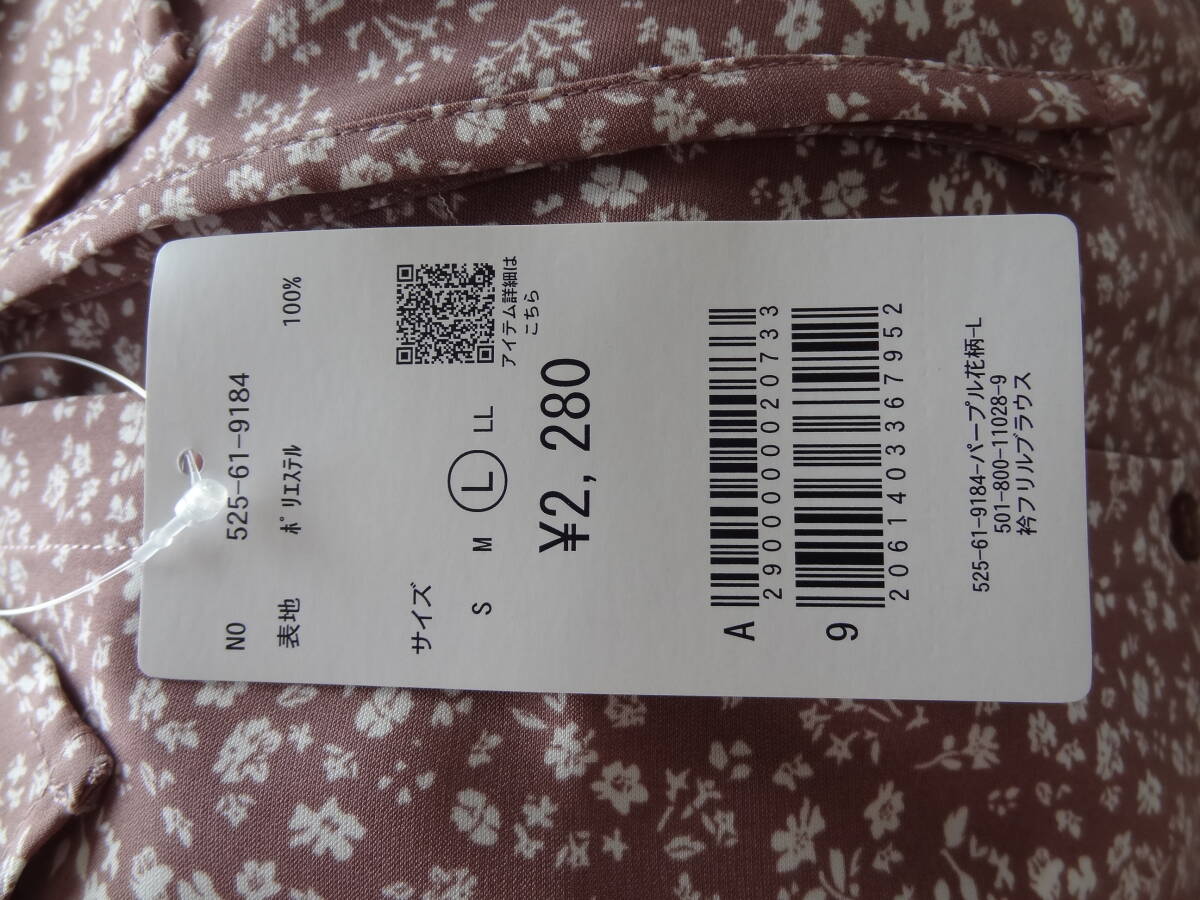 NO 525-61-9184
表地 ﾎﾟﾘｴｽﾃﾙ 100%
サイズ
S M L LL
アイテム詳細は
こちら
¥2,280
A
2900000020733
9
2061403367952
525-61-9184-パープル花柄-L
501-800-11028-9
衿フリルブラウス